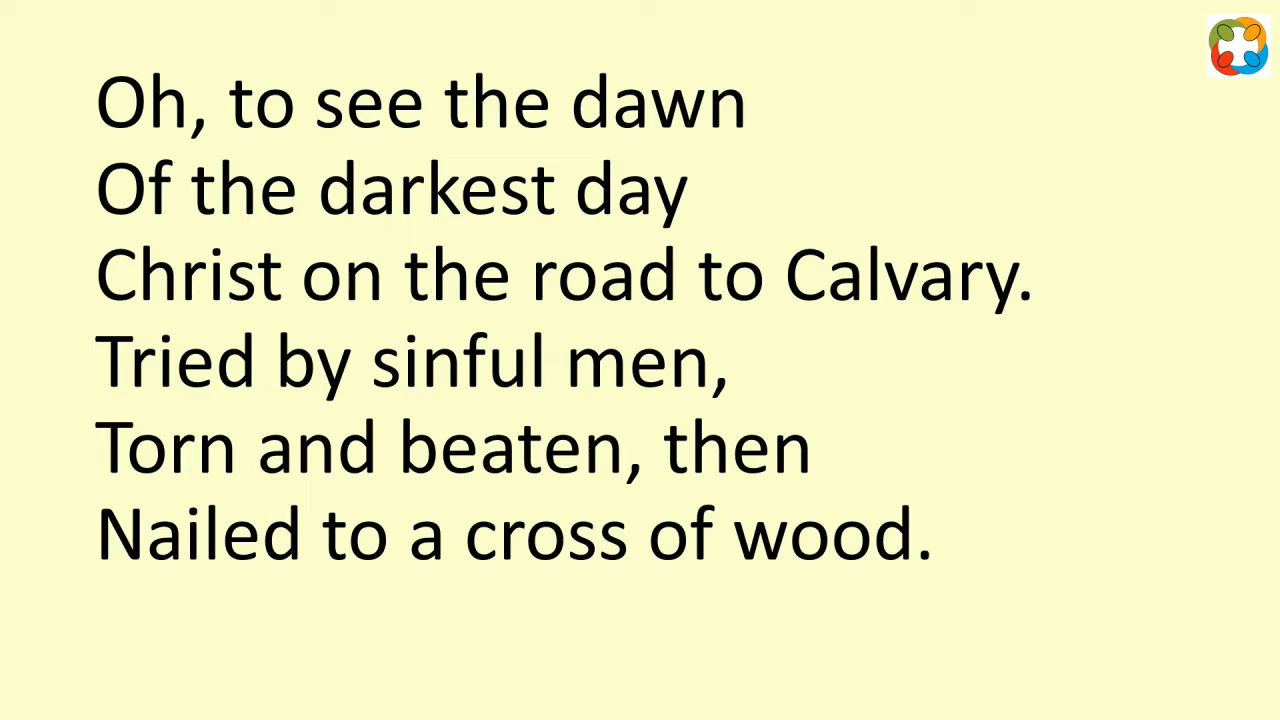 Oh, to see the dawn
Of the darkest day
Christ on the road to Calvary.
Tried by sinful men,
Torn and beaten, then
Nailed to a cross of wood.